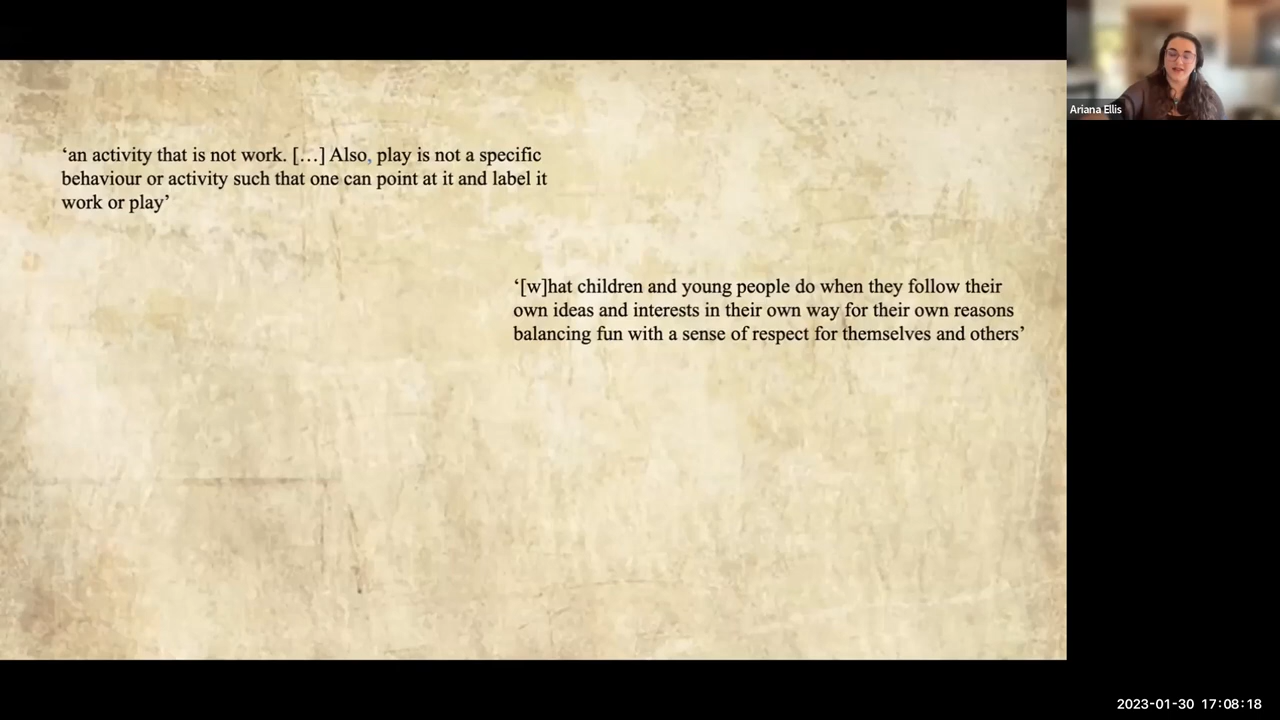 ‘an activity that is not work. […] Also, play is not a specific
behaviour or activity such that one can point at it and label it
work or play’
‘[w]hat children and young people do when they follow their
own ideas and interests in their own way for their own reasons
balancing fun with a sense of respect for themselves and others’
Ariana Ellis
2023-01-30 17:08:18